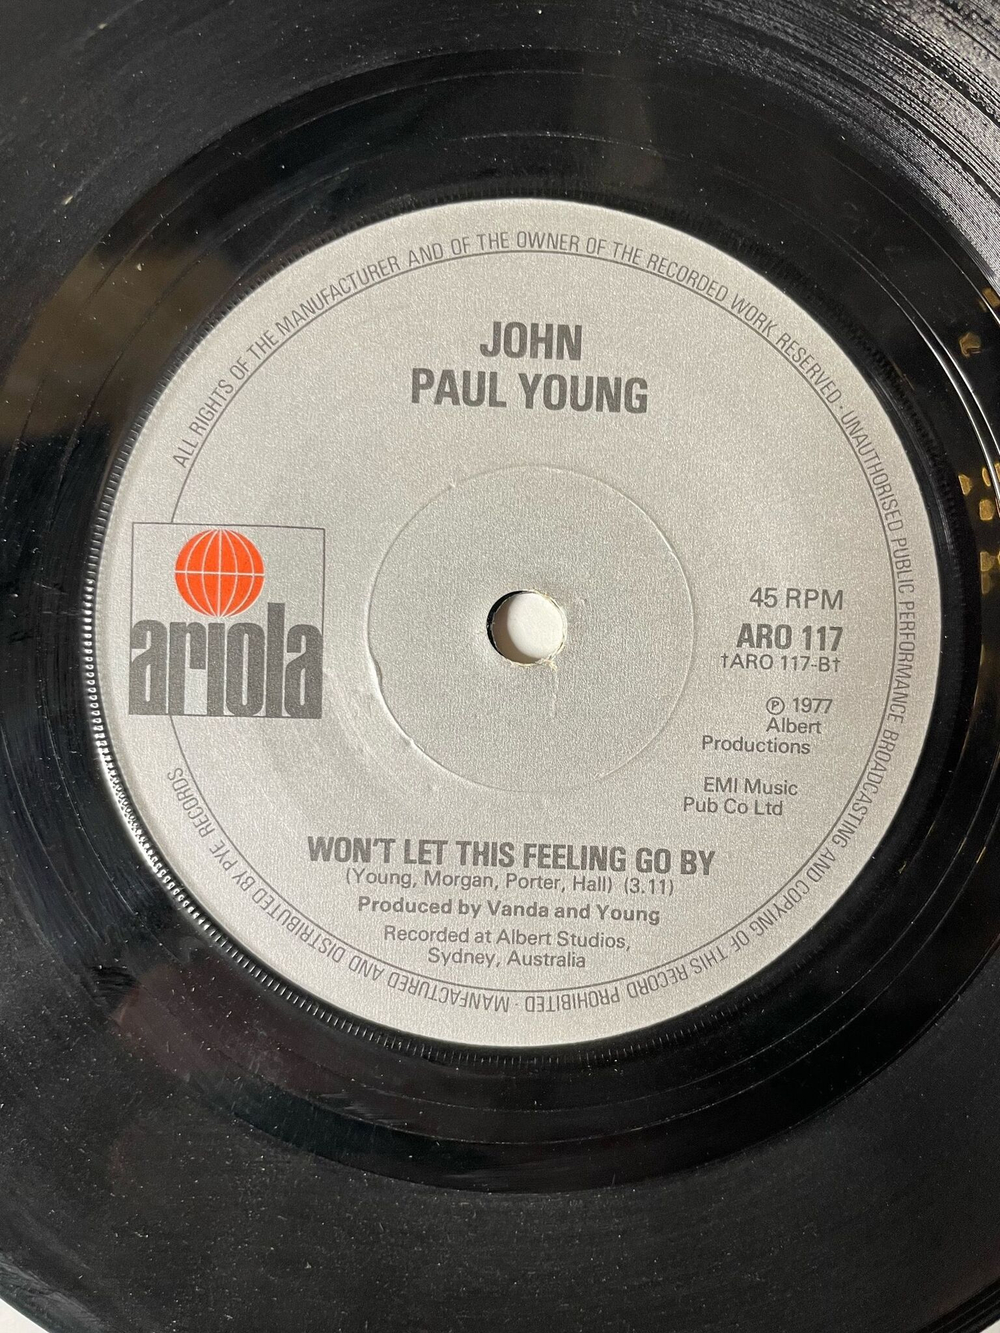 ALL RIGHTS OF THE MANUFACTURER AND OF THE OWNER OF THE RECORDED WORK RESERVED · UNAUTHORISED PUBLIC PERFORMANCE BROADCASTING AND COPYING OF THIS RECORD PROHIBITED · MANFACTURED AND DISTRIBUTED BY PYE RECORDS
JOHN
PAUL YOUNG
ariola
45 RPM
ARO 117
†ARO 117-B†
℗ 1977
Albert
Productions
EMI Music
Pub Co Ltd
WON'T LET THIS FEELING GO BY
(Young, Morgan, Porter, Hall) (3.11)
Produced by Vanda and Young
Recorded at Albert Studios,
Sydney, Australia